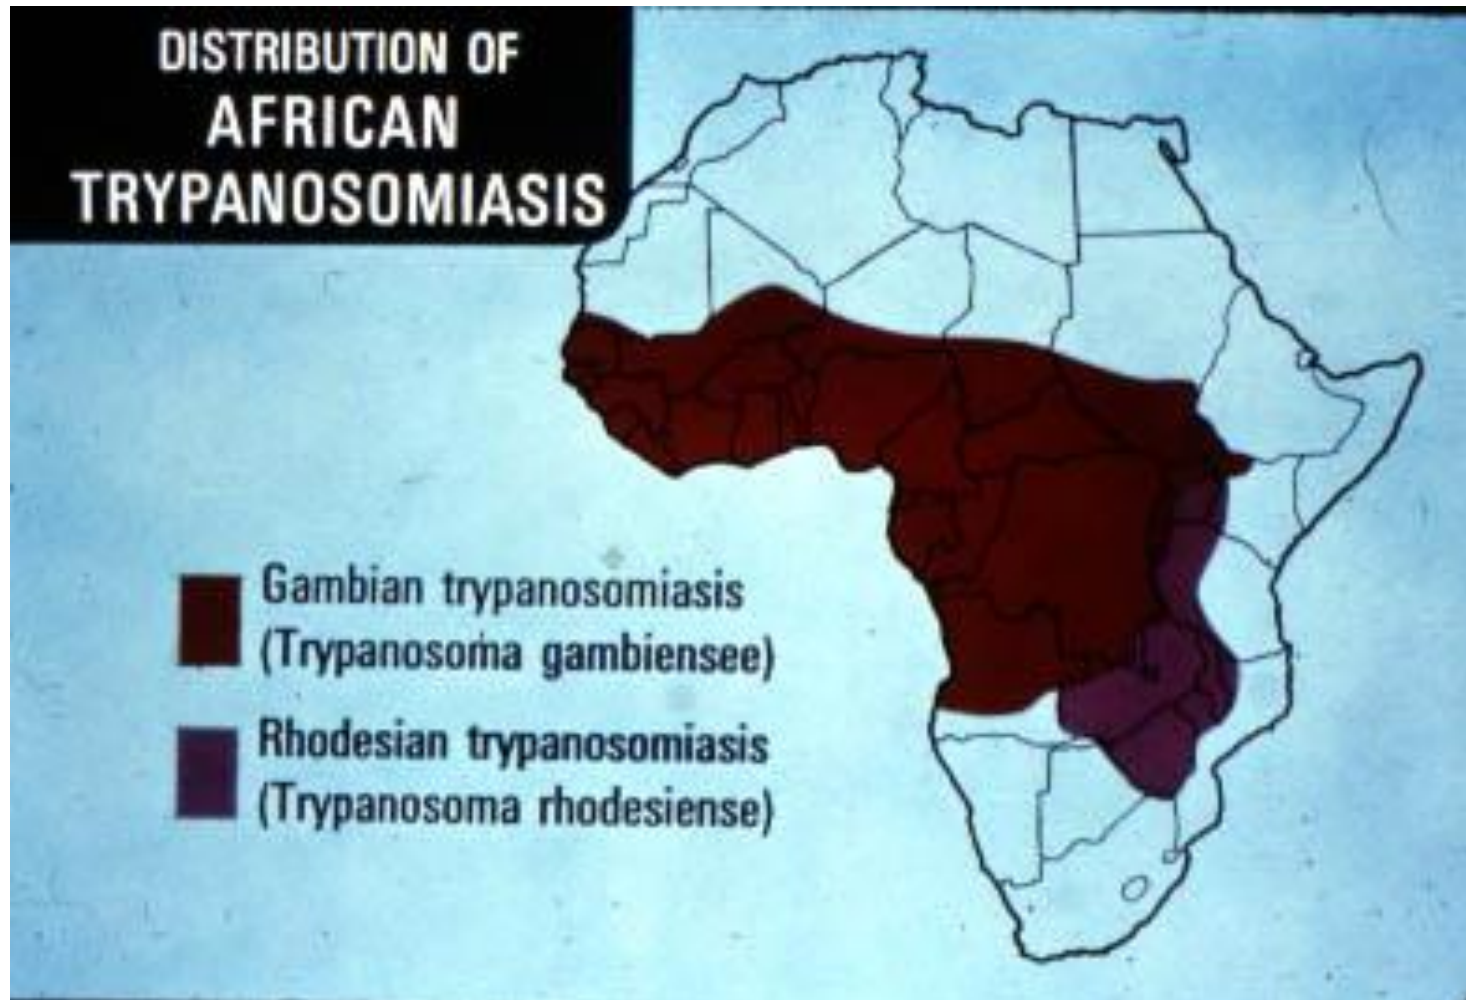 DISTRIBUTION OF
AFRICAN
TRYPANOSOMIASIS
Gambian trypanosomiasis
(Trypanosoma gambiensee)
Rhodesian trypanosomiasis
(Trypanosoma rhodesiense)